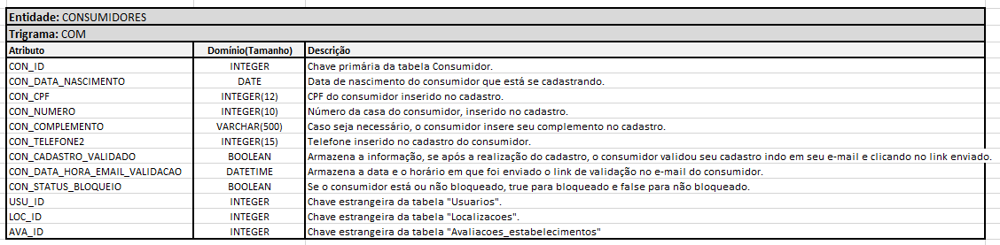 Entidade: CONSUMIDORES
Trigrama: COM
Atributo Domínio(Tamanho) Descrição
CON_ID INTEGER Chave primária da tabela Consumidor.
CON_DATA_NASCIMENTO DATE Data de nascimento do consumidor que está se cadastrando.
CON_CPF INTEGER(12) CPF do consumidor inserido no cadastro.
CON_NUMERO INTEGER(10) Número da casa do consumidor, inserido no cadastro.
CON_COMPLEMENTO VARCHAR(500) Caso seja necessário, o consumidor insere seu complemento no cadastro.
CON_TELEFONE2 INTEGER(15) Telefone inserido no cadastro do consumidor.
CON_CADASTRO_VALIDADO BOOLEAN Armazena a informação, se após a realização do cadastro, o consumidor validou seu cadastro indo em seu e-mail e clicando no link enviado.
CON_DATA_HORA_EMAIL_VALIDACAO DATETIME Armazena a data e o horário em que foi enviado o link de validação no e-mail do consumidor.
CON_STATUS_BLOQUEIO BOOLEAN Se o consumidor está ou não bloqueado, true para bloqueado e false para não bloqueado.
USU_ID INTEGER Chave estrangeira da tabela "Usuarios".
LOC_ID INTEGER Chave estrangeira da tabela "Localizacoes".
AVA_ID INTEGER Chave estrangeira da tabela "Avaliacoes_estabelecimentos"